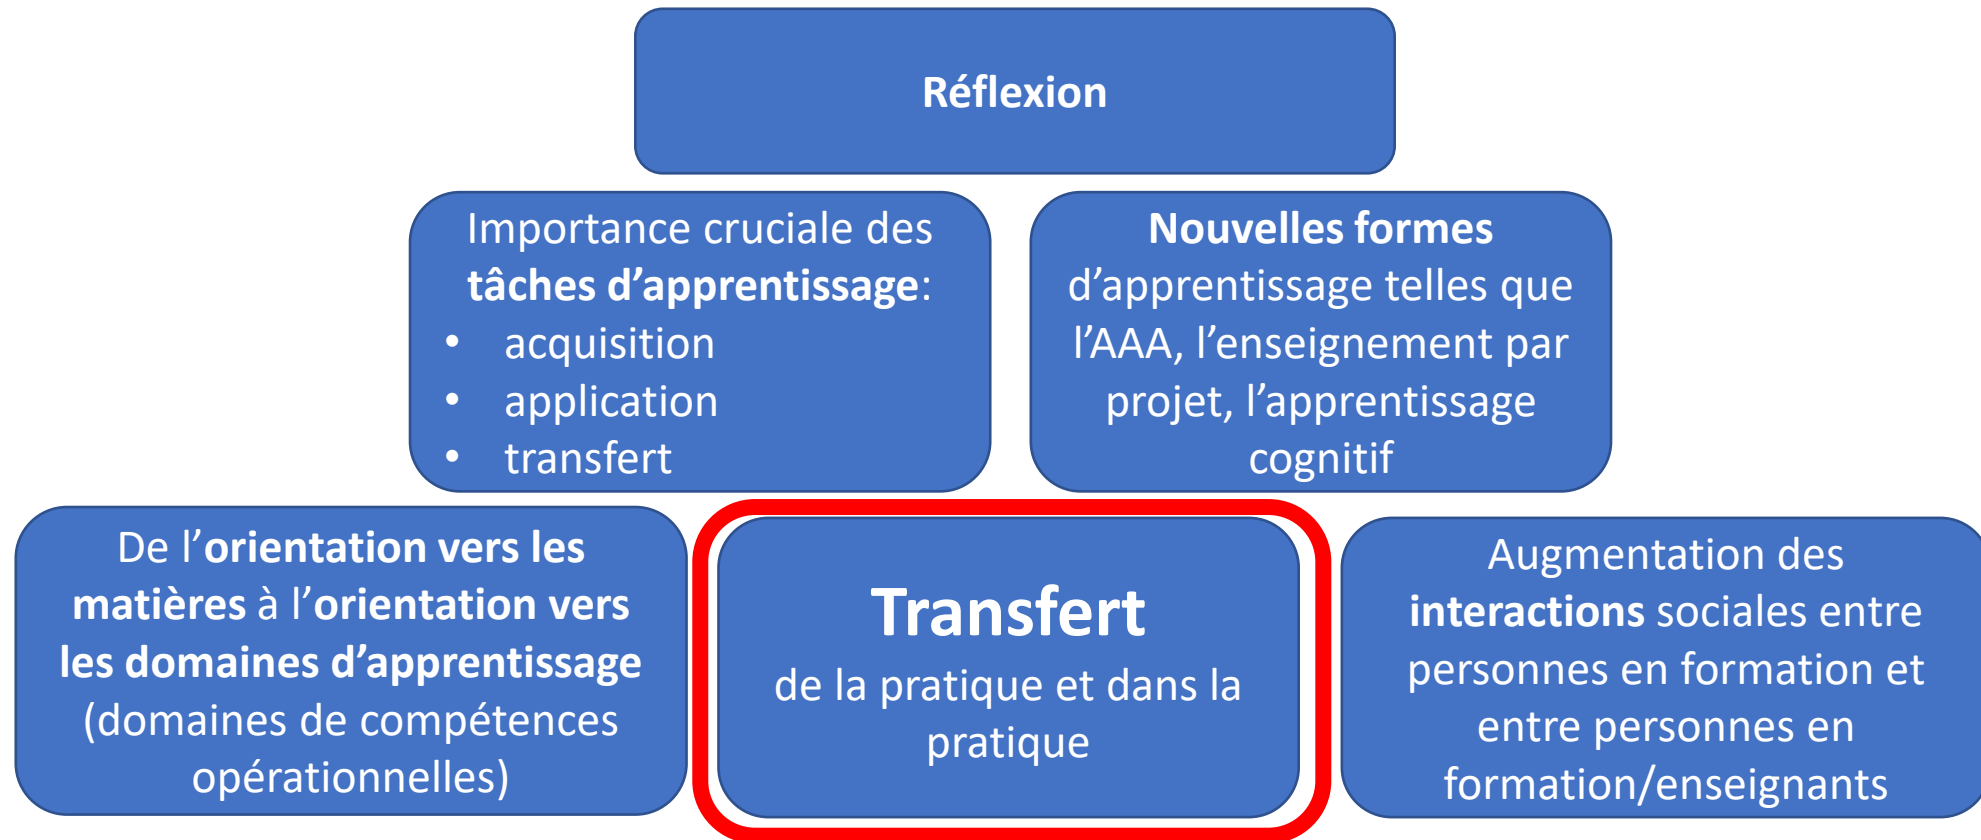 Réflexion
Importance cruciale des
tâches d’apprentissage:
• acquisition
• application
• transfert
Nouvelles formes
d’apprentissage telles que
l’AAA, l’enseignement par
projet, l’apprentissage
cognitif
De l’orientation vers les
matières à l’orientation vers
les domaines d’apprentissage
(domaines de compétences
opérationnelles)
Transfert
de la pratique et dans la
pratique
Augmentation des
interactions sociales entre
personnes en formation et
entre personnes en
formation/enseignants